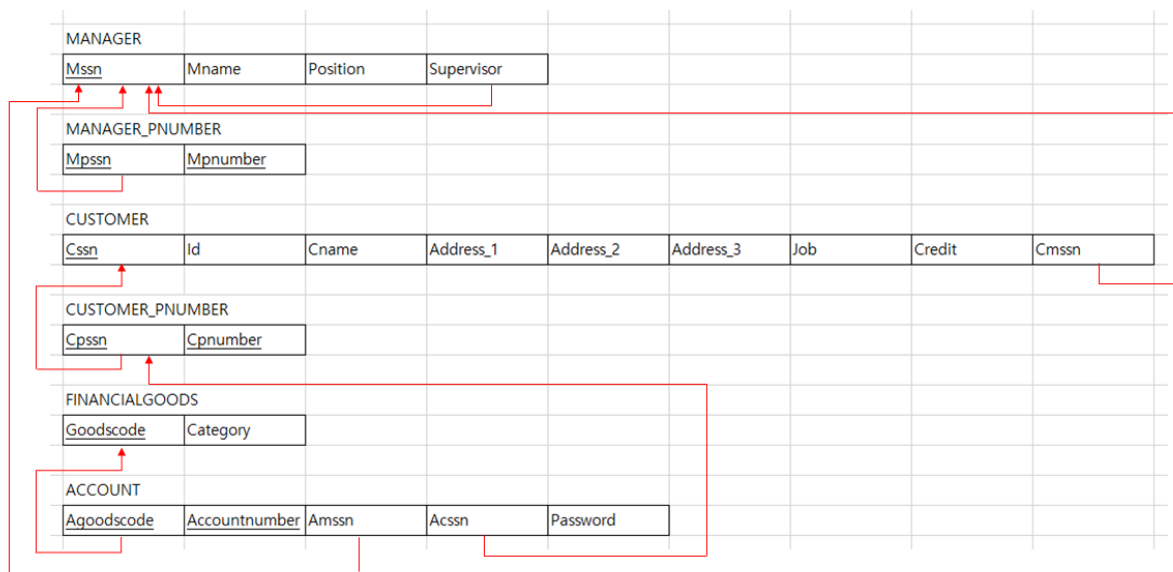 MANAGER
Mssn Mname Position Supervisor
MANAGER_PNUMBER
Mpssn Mpnumber
CUSTOMER
Cssn Id Cname Address_1 Address_2 Address_3 Job Credit Cmssn
CUSTOMER_PNUMBER
Cpssn Cpnumber
FINANCIALGOODS
Goodscode Category
ACCOUNT
Agoodscode Accountnumber Amssn Acssn Password